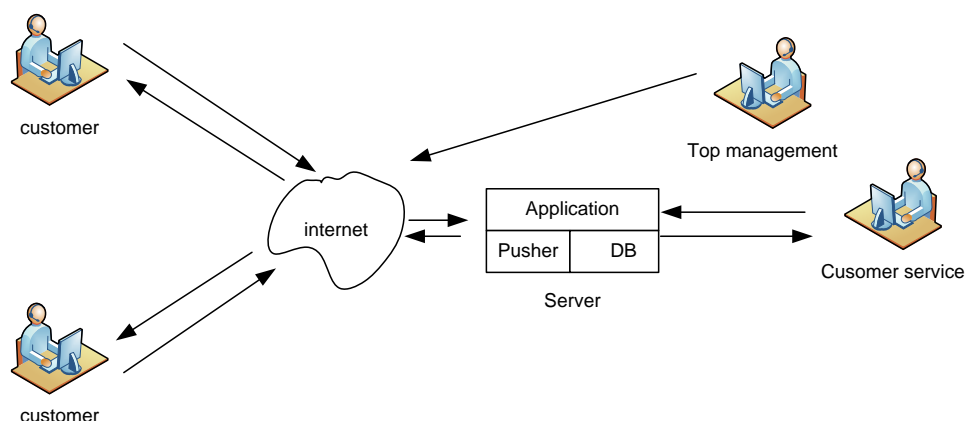 customer
Top management
internet
Application
Pusher DB
Cusomer service
Server
customer